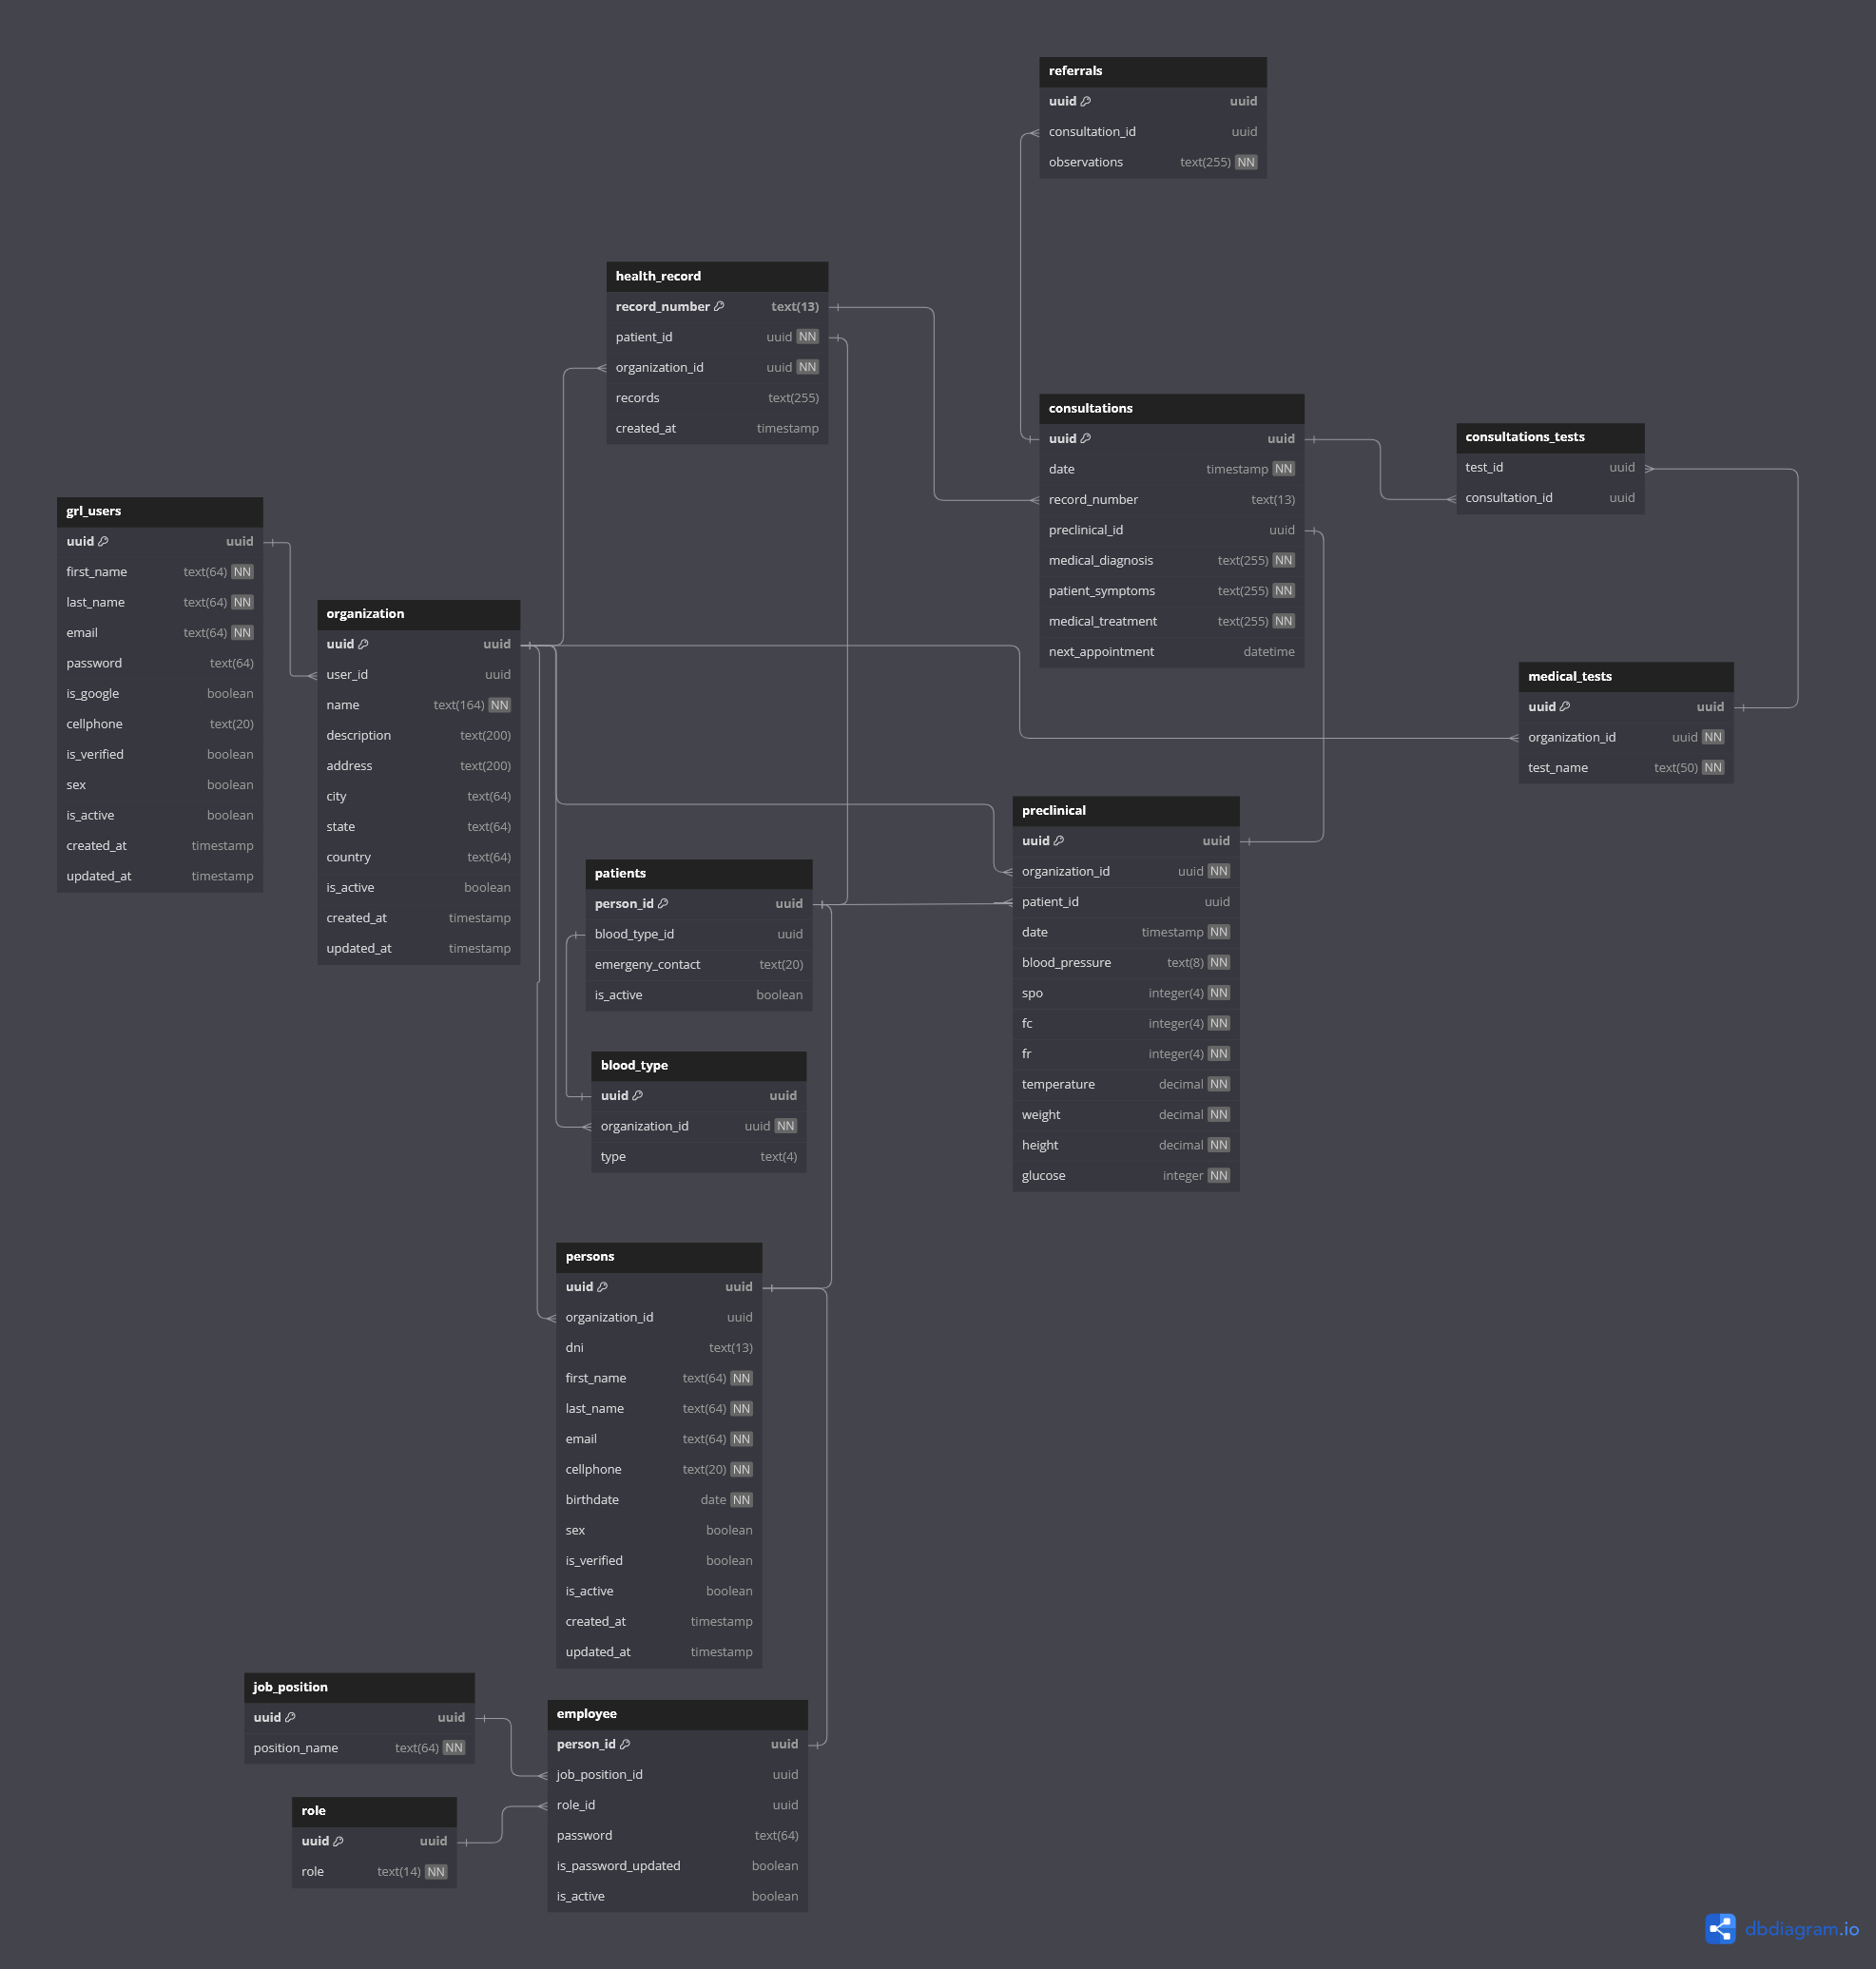 referrals
uuid uuid
consultation_id uuid
observations text(255) NN
health_record
record_number text(13)
patient_id uuid NN
organization_id uuid NN
records text(255)
created_at timestamp
consultations
uuid uuid
date timestamp NN
record_number text(13)
preclinical_id uuid
medical_diagnosis text(255) NN
patient_symptoms text(255) NN
medical_treatment text(255) NN
next_appointment datetime
consultations_tests
test_id uuid
consultation_id uuid
grl_users
uuid uuid
first_name text(64) NN
last_name text(64) NN
email text(64) NN
password text(64)
is_google boolean
cellphone text(20)
is_verified boolean
sex boolean
is_active boolean
created_at timestamp
updated_at timestamp
organization
uuid uuid
user_id uuid
name text(164) NN
description text(200)
address text(200)
city text(64)
state text(64)
country text(64)
is_active boolean
created_at timestamp
updated_at timestamp
medical_tests
uuid uuid
organization_id uuid NN
test_name text(50) NN
preclinical
uuid uuid
organization_id uuid NN
patient_id uuid
date timestamp NN
blood_pressure text(8) NN
spo integer(4) NN
fc integer(4) NN
fr integer(4) NN
temperature decimal NN
weight decimal NN
height decimal NN
glucose integer NN
patients
person_id uuid
blood_type_id uuid
emergeny_contact text(20)
is_active boolean
blood_type
uuid uuid
organization_id uuid NN
type text(4)
persons
uuid uuid
organization_id uuid
dni text(13)
first_name text(64) NN
last_name text(64) NN
email text(64) NN
cellphone text(20) NN
birthdate date NN
sex boolean
is_verified boolean
is_active boolean
created_at timestamp
updated_at timestamp
job_position
uuid uuid
position_name text(64) NN
role
uuid uuid
role text(14) NN
employee
person_id uuid
job_position_id uuid
role_id uuid
password text(64)
is_password_updated boolean
is_active boolean
dbdiagram.io